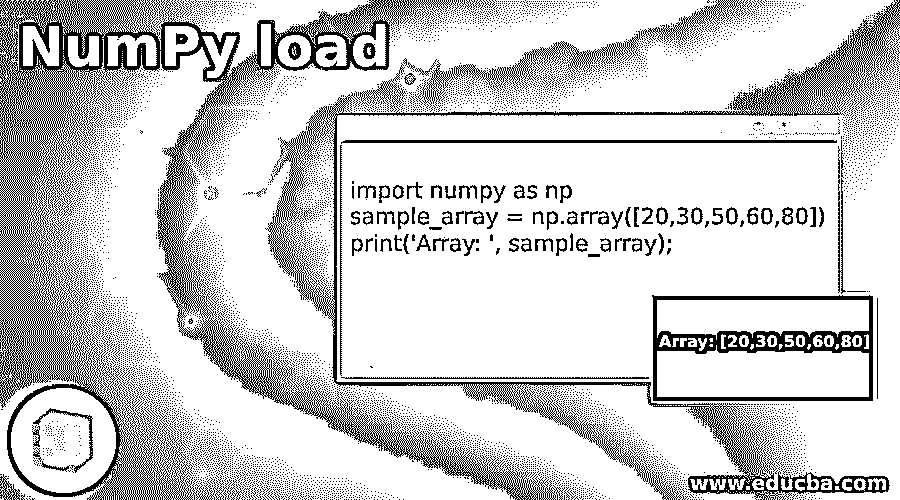 NumPy load
import numpy as np
sample_array = np.array([20,30,50,60,80])
print('Array: ', sample_array);
Array: [20,30,50,60,80]
www.educba.com